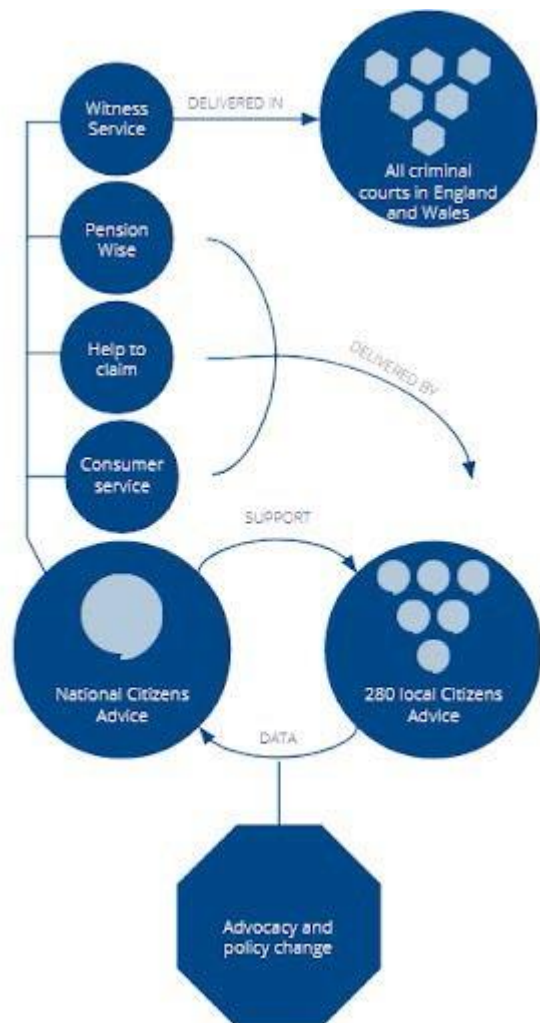 Witness
Service
DELIVERED IN
All criminal
courts in England
and Wales
Pension
Wise
Help to
claim
DELIVERED BY
Consumer
service
SUPPORT
National Citizens
Advice
280 local Citizens
Advice
DATA
Advocacy and
policy change